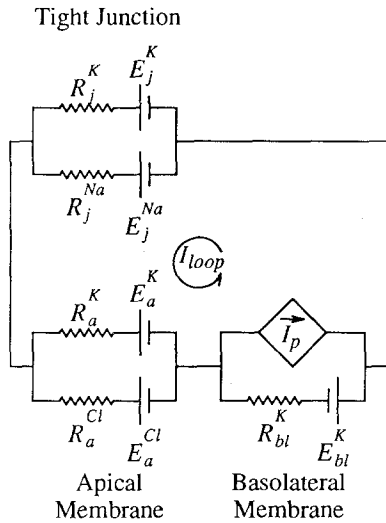 Tight Junction
E_j^K
R_j^K
R_j^Na
E_j^Na
I_loop
E_a^K
R_a^K
I_p
R_a^Cl
E_a^Cl
R_bl^K
E_bl^K
Apical
Membrane
Basolateral
Membrane